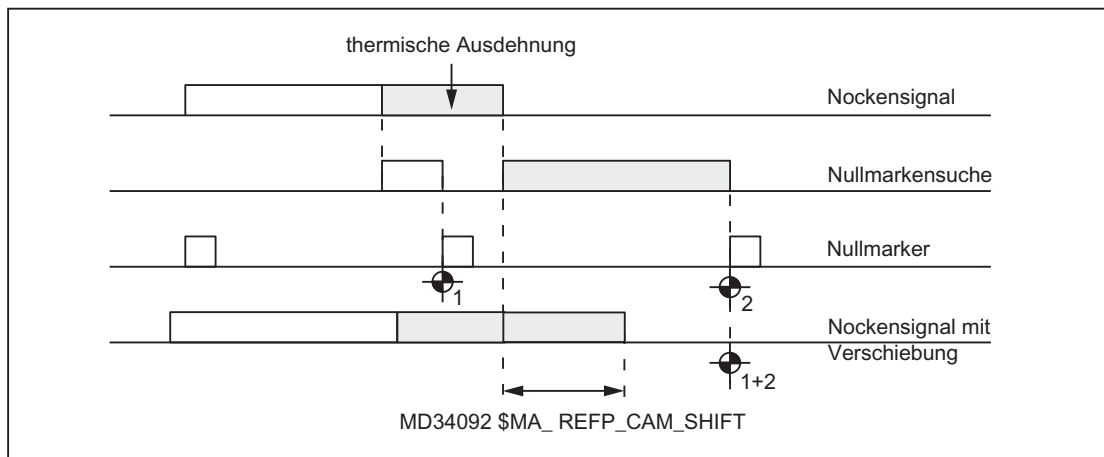 thermische Ausdehnung
Nockensignal
Nullmarkensuche
Nullmarker
1
2
Nockensignal mit
Verschiebung
1+2
MD34092 $MA_ REFP_CAM_SHIFT